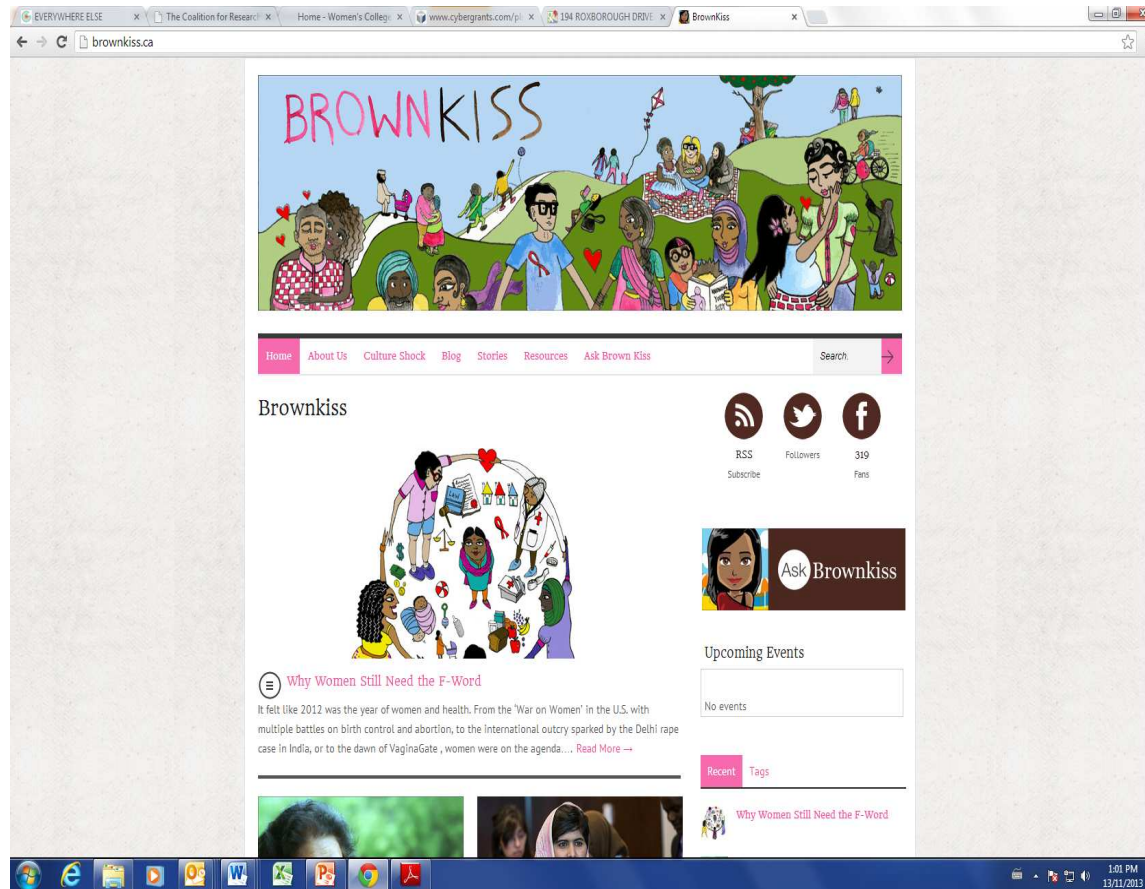 EVERYWHERE ELSE
The Coalition for Research
Home - Women's College
www.cybergrants.com/pl
194 ROXBOROUGH DRIVE
BrownKiss
brownkiss.ca
BROWNKISS
Home About Us Culture Shock Blog Stories Resources Ask Brown Kiss
Search.
Brownkiss
RSS Followers 319
Subscribe Fans
Law
Ask Brownkiss
Why Women Still Need the F-Word
It felt like 2012 was the year of women and health. From the 'War on Women' in the U.S. with
multiple battles on birth control and abortion, to the international outcry sparked by the Delhi rape
case in India, or to the dawn of VaginaGate , women were on the agenda.... Read More →
Upcoming Events
No events
Recent Tags
Why Women Still Need the F-Word
1:01 PM
13/11/2013